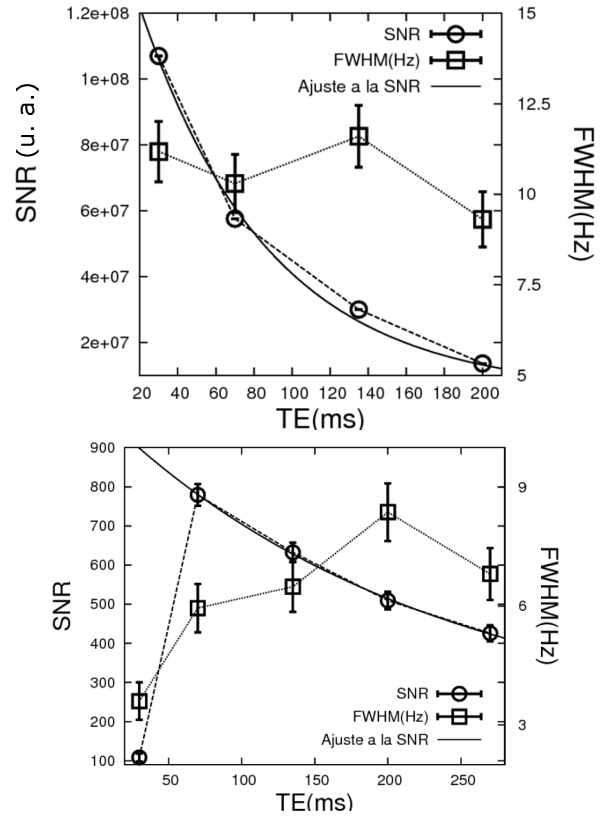 1.2e+08
1e+08
8e+07
6e+07
4e+07
2e+07
SNR (u. a.)
SNR
FWHM(Hz)
Ajuste a la SNR
15
12.5
10
7.5
5
FWHM(Hz)
20 40 60 80 100 120 140 160 180 200
TE(ms)
900
800
700
600
500
400
300
200
100
SNR
SNR
FWHM(Hz)
Ajuste a la SNR
9
6
3
FWHM(Hz)
50 100 150 200 250
TE(ms)